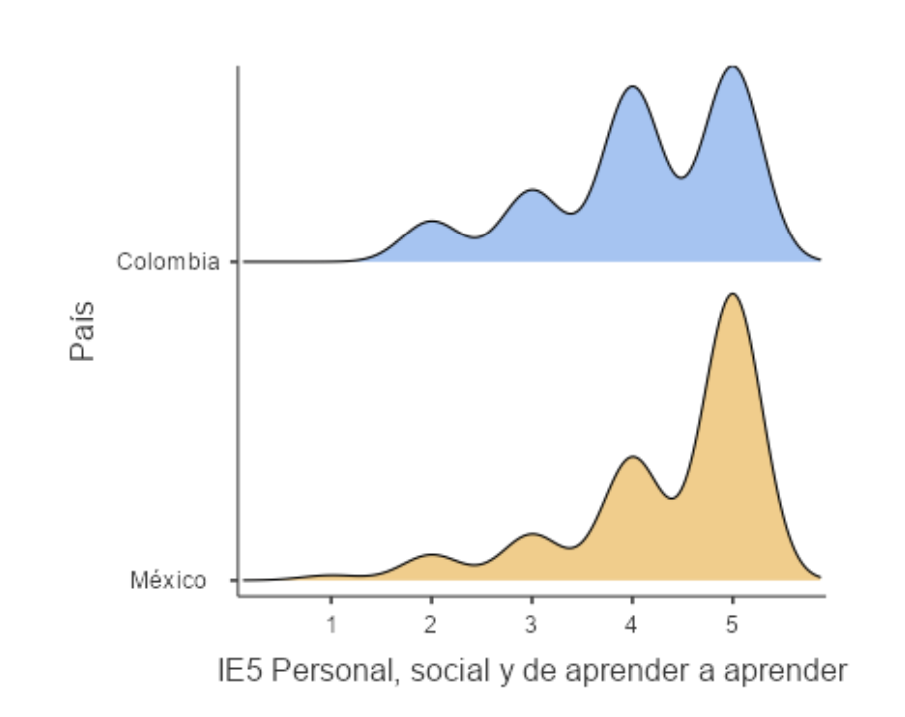 País
Colombia
México
1 2 3 4 5
IE5 Personal, social y de aprender a aprender